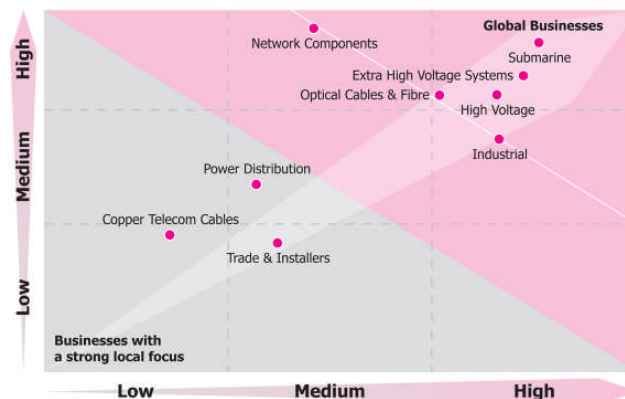 Global Businesses
Network Components
Submarine
Extra High Voltage Systems
Optical Cables & Fibre
High Voltage
Industrial
Power Distribution
Copper Telecom Cables
Trade & Installers
Businesses with
a strong local focus
High
Medium
Low
Low
Medium
High